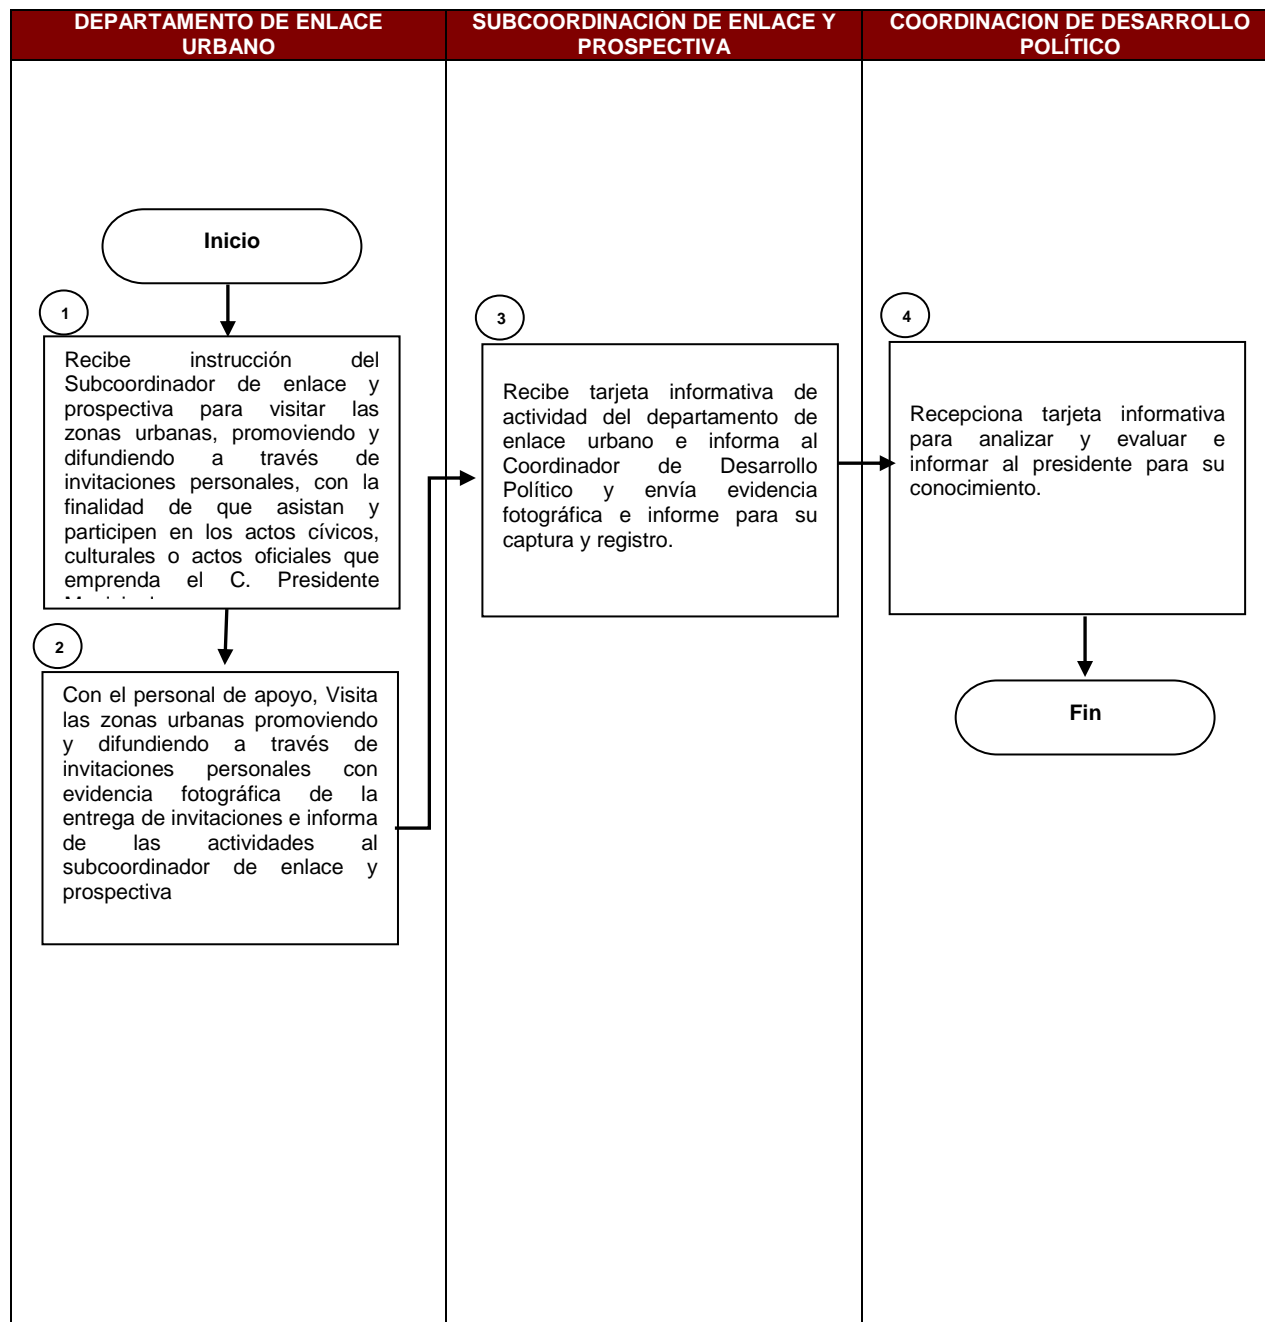 DEPARTAMENTO DE ENLACE
URBANO
SUBCOORDINACIÓN DE ENLACE Y
PROSPECTIVA
COORDINACION DE DESARROLLO
POLÍTICO
Inicio
1
Recibe instrucción del
Subcoordinador de enlace y
prospectiva para visitar las
zonas urbanas, promoviendo y
difundiendo a través de
invitaciones personales, con la
finalidad de que asistan y
participen en los actos cívicos,
culturales o actos oficiales que
emprenda el C. Presidente
2
Con el personal de apoyo, Visita
las zonas urbanas promoviendo
y difundiendo a través de
invitaciones personales con
evidencia fotográfica de la
entrega de invitaciones e informa
de las actividades al
subcoordinador de enlace y
prospectiva
3
Recibe tarjeta informativa de
actividad del departamento de
enlace urbano e informa al
Coordinador de Desarrollo
Político y envía evidencia
fotográfica e informe para su
captura y registro.
4
Recepciona tarjeta informativa
para analizar y evaluar e
informar al presidente para su
conocimiento.
Fin